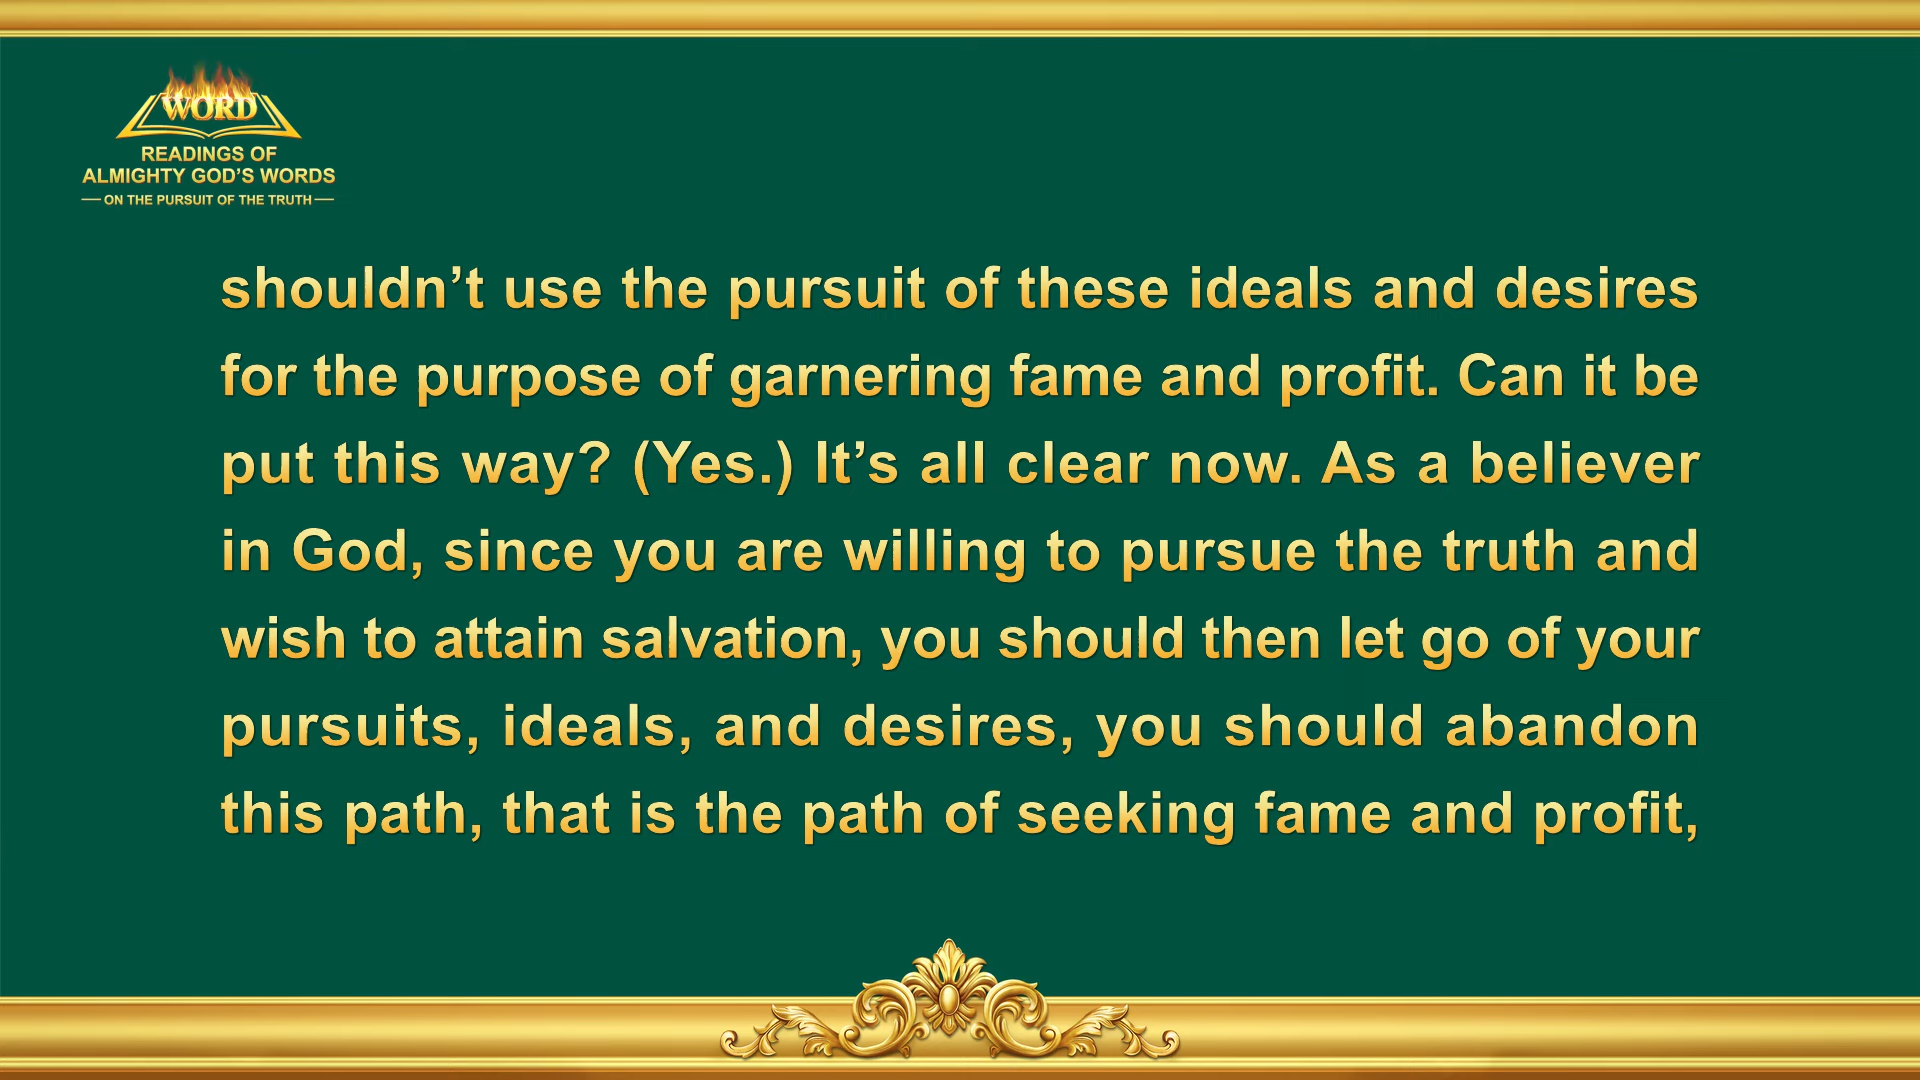 WORD
READINGS OF
ALMIGHTY GOD’S WORDS
— ON THE PURSUIT OF THE TRUTH —
shouldn’t use the pursuit of these ideals and desires
for the purpose of garnering fame and profit. Can it be
put this way? (Yes.) It’s all clear now. As a believer
in God, since you are willing to pursue the truth and
wish to attain salvation, you should then let go of your
pursuits, ideals, and desires, you should abandon
this path, that is the path of seeking fame and profit,